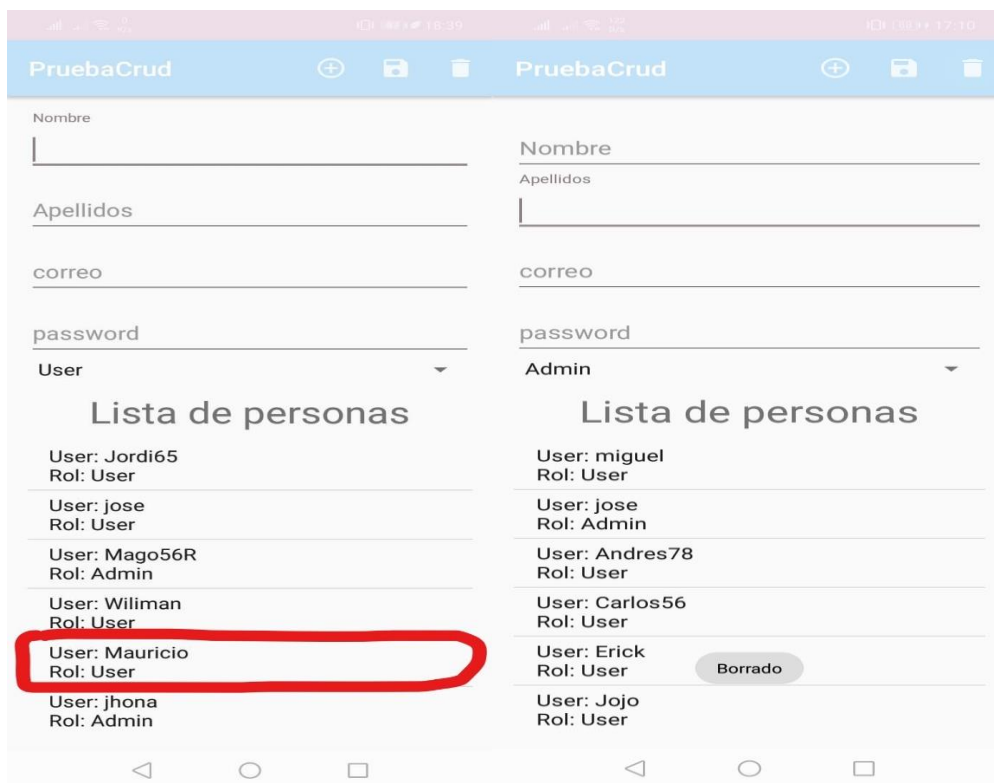 18:39
PruebaCrud
Nombre
Apellidos
correo
password
User
Lista de personas
User: Jordi65
Rol: User
User: jose
Rol: User
User: Mago56R
Rol: Admin
User: Wiliman
Rol: User
User: Mauricio
Rol: User
User: jhona
Rol: Admin
17:10
PruebaCrud
Nombre
Apellidos
correo
password
Admin
Lista de personas
User: miguel
Rol: User
User: jose
Rol: Admin
User: Andres78
Rol: User
User: Carlos56
Rol: User
User: Erick
Rol: User
Borrado
User: Jojo
Rol: User